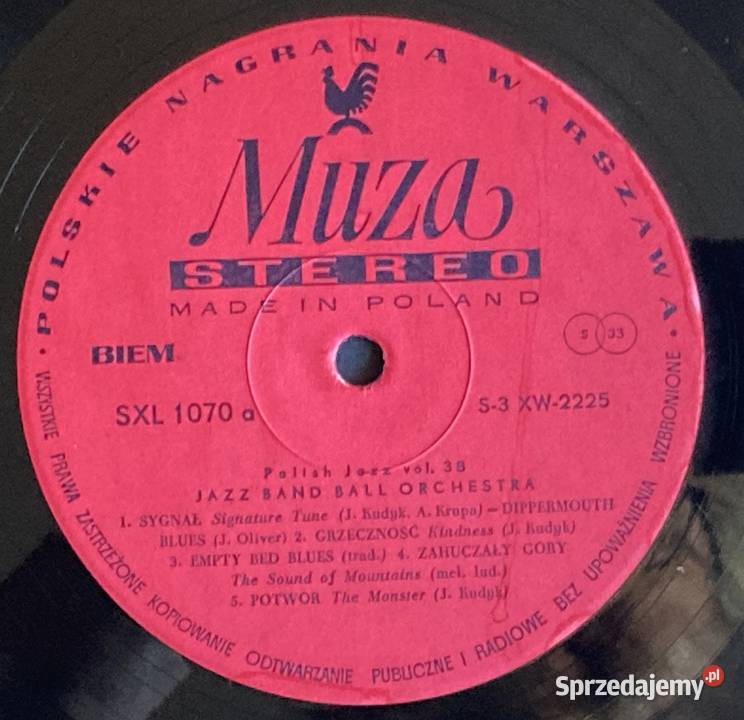 • POLSKIE NAGRANIA WARSZAWA •
Muza
STEREO
MADE IN POLAND
BIEM
S 33
SXL 1070 a
S-3 XW-2225
Polish Jazz vol. 38
JAZZ BAND BALL ORCHESTRA
1. SYGNAŁ Signature Tune (J. Kudyk, A. Krupa) – DIPPERMOUTH
BLUES (J. Oliver) 2. GRZECZNOŚĆ Kindness (J. Kudyk)
3. EMPTY BED BLUES (trad.) 4. ZAHUCZAŁY GÓRY
The Sound of Mountains (mel. lud.)
5. POTWÓR The Monster (J. Kudyk)
WSZYSTKIE PRAWA ZASTRZEŻONE KOPIOWANIE ODTWARZANIE PUBLICZNE I RADIOWE BEZ UPOWAŻNIENIA WZBRONIONE
Sprzedajemy.pl